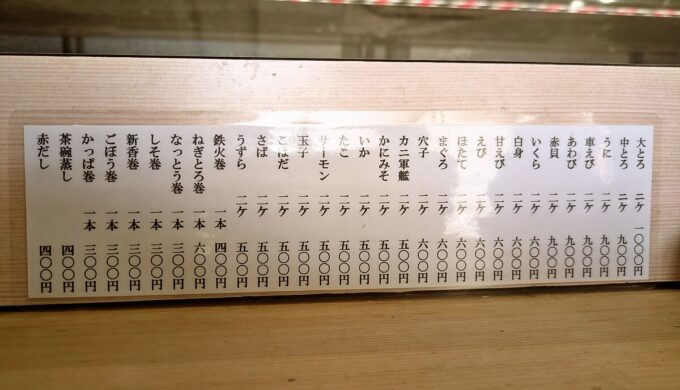 大とろ 二ケ 一〇〇〇円
中とろ 二ケ 九〇〇円
うに 二ケ 九〇〇円
車えび 二ケ 九〇〇円
あわび 二ケ 九〇〇円
赤貝 二ケ 九〇〇円
いくら 二ケ 六〇〇円
白身 二ケ 六〇〇円
甘えび 二ケ 六〇〇円
えび 二ケ 六〇〇円
ほたて 二ケ 六〇〇円
まぐろ 二ケ 六〇〇円
穴子 二ケ 六〇〇円
カニ軍艦 二ケ 五〇〇円
かにみそ 二ケ 五〇〇円
いか 二ケ 五〇〇円
たこ 二ケ 五〇〇円
サーモン 二ケ 五〇〇円
玉子 二ケ 五〇〇円
こはだ 二ケ 五〇〇円
さば 二ケ 五〇〇円
うずら 二ケ 五〇〇円
鉄火巻 一本 四〇〇円
ねぎとろ巻 一本 六〇〇円
なっとう巻 一本 三〇〇円
しそ巻 一本 三〇〇円
新香巻 一本 三〇〇円
ごぼう巻 一本 三〇〇円
かっぱ巻 一本 三〇〇円
茶碗蒸し 四〇〇円
赤だし 四〇〇円